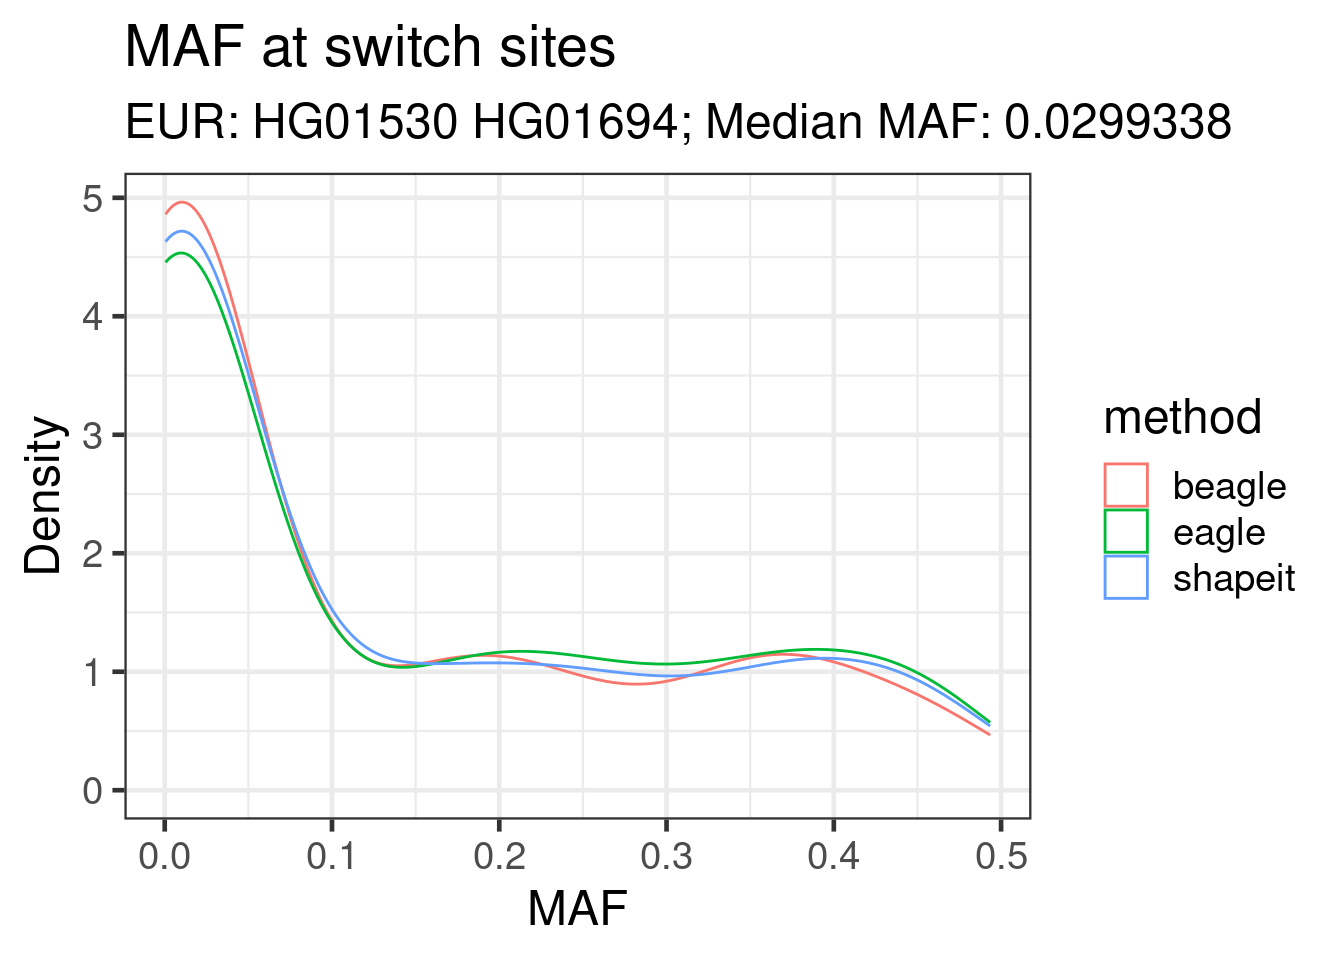 MAF at switch sites
EUR: HG01530 HG01694; Median MAF: 0.0299338
5
4
3
2
1
0
Density
0.0 0.1 0.2 0.3 0.4 0.5
MAF
method
beagle
eagle
shapeit